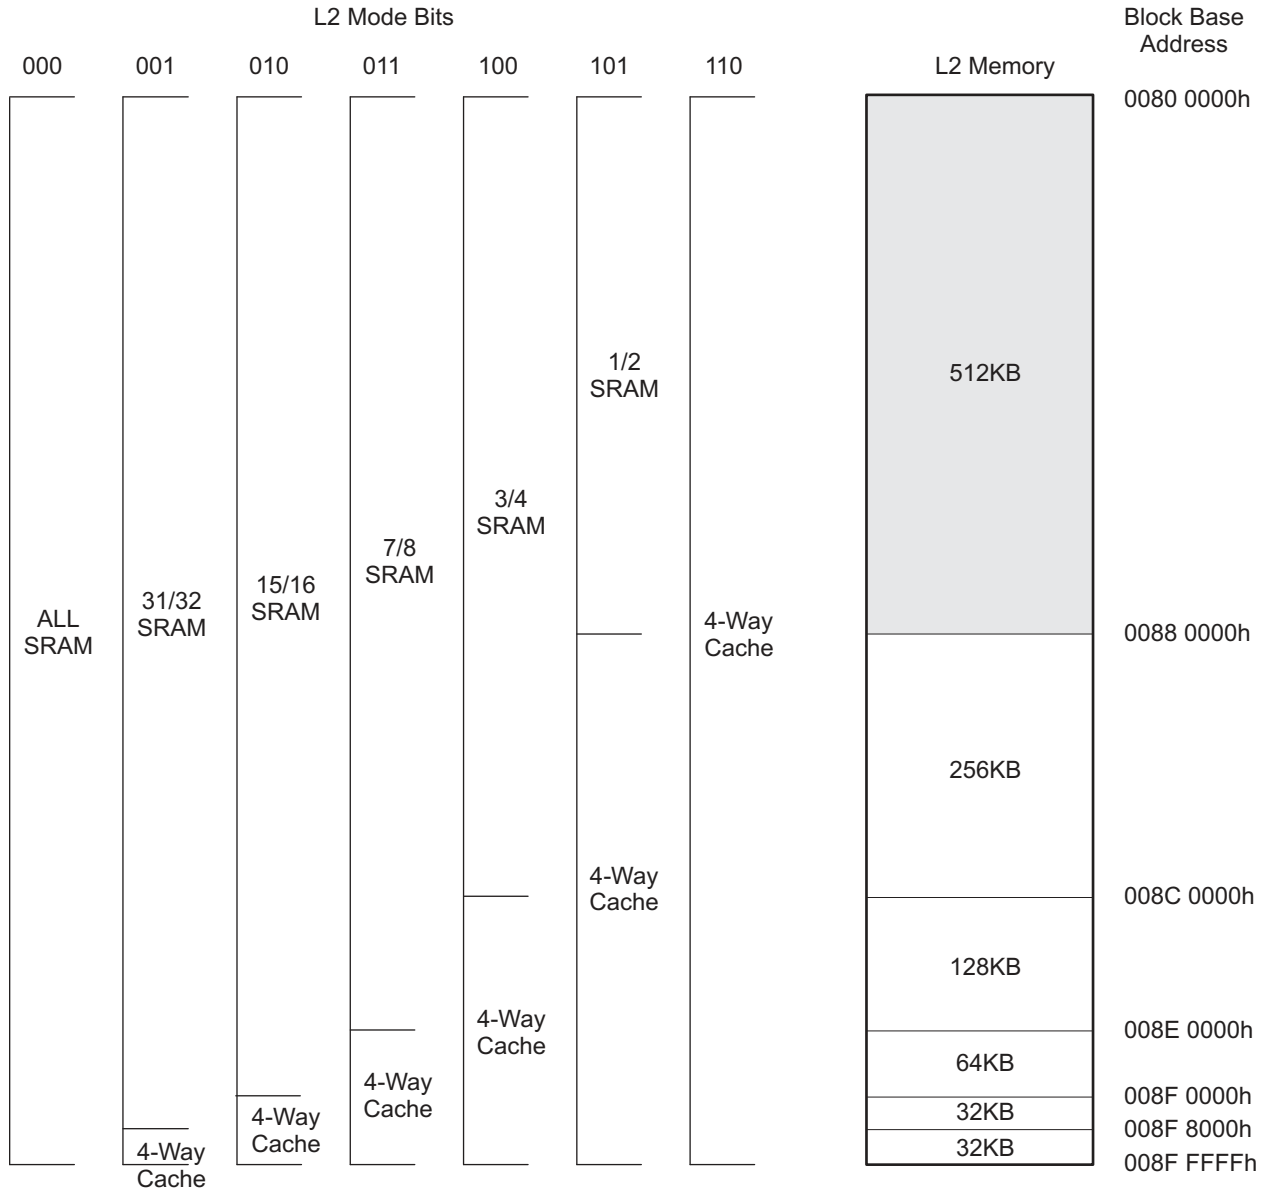 L2 Mode Bits
Block Base
Address
000 001 010 011 100 101 110 L2 Memory
0080 0000h
1/2
SRAM
512KB
3/4
SRAM
7/8
SRAM
15/16
SRAM
31/32
SRAM
ALL
SRAM
4-Way
Cache
0088 0000h
256KB
4-Way
Cache
008C 0000h
128KB
4-Way
Cache
008E 0000h
64KB
4-Way
Cache
008F 0000h
4-Way
Cache
32KB
008F 8000h
4-Way
Cache
32KB
008F FFFFh